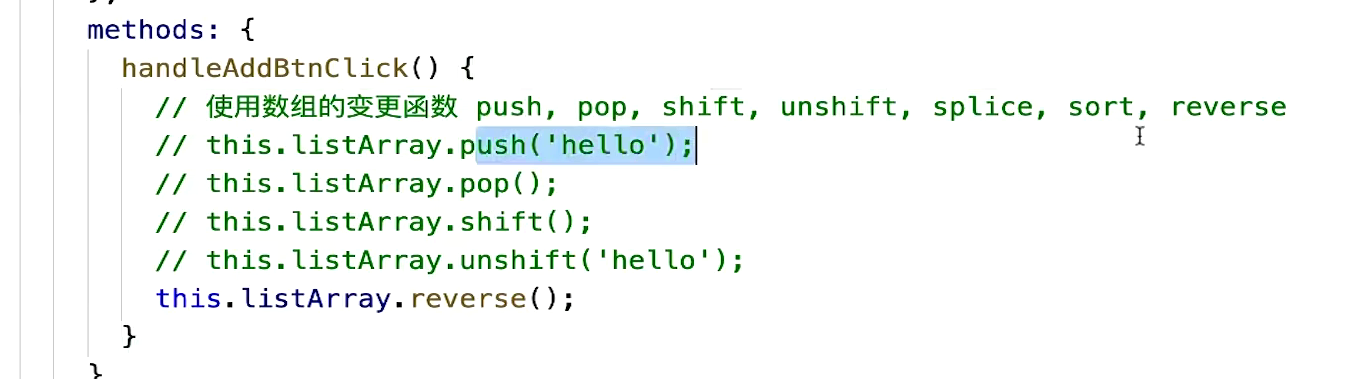 methods: {
handleAddBtnClick() {
// 使用数组的变更函数 push, pop, shift, unshift, splice, sort, reverse
// this.listArray.push('hello');
// this.listArray.pop();
// this.listArray.shift();
// this.listArray.unshift('hello');
this.listArray.reverse();
}
}